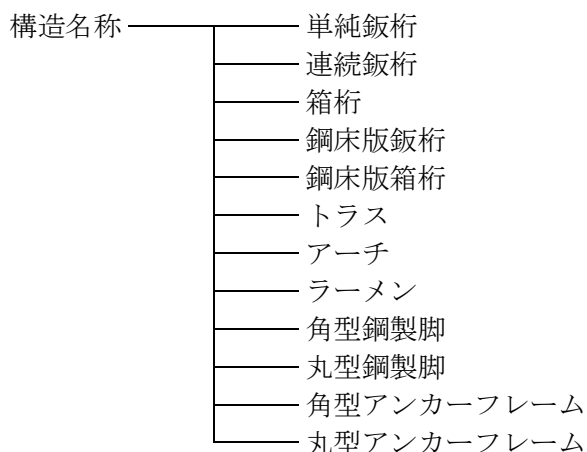 構造名称
単純鈑桁
連続鈑桁
箱桁
鋼床版鈑桁
鋼床版箱桁
トラス
アーチ
ラーメン
角型鋼製脚
丸型鋼製脚
角型アンカーフレーム
丸型アンカーフレーム